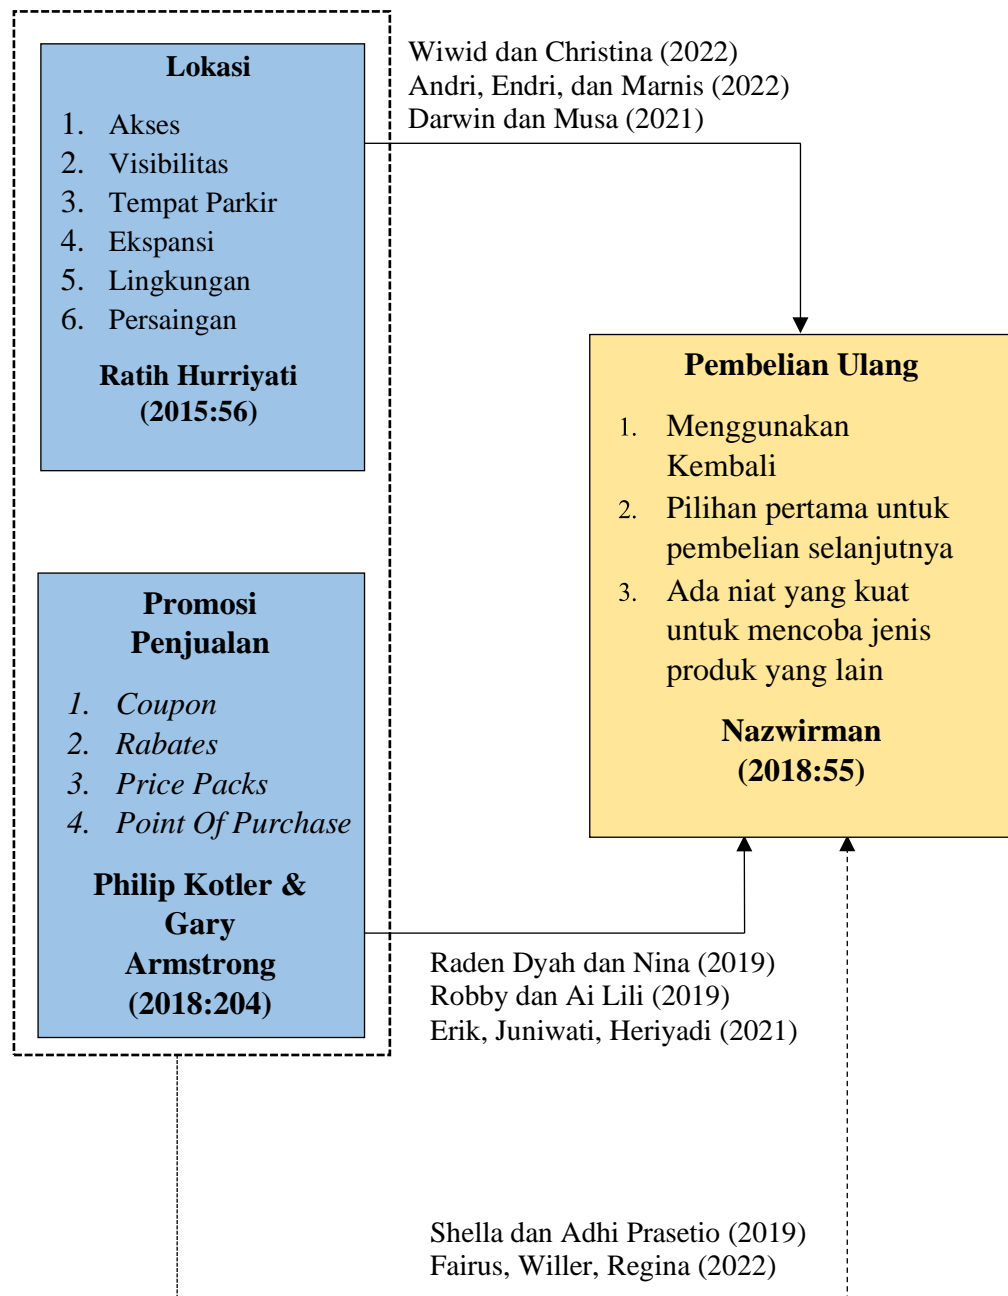 Lokasi
1. Akses
2. Visibilitas
3. Tempat Parkir
4. Ekspansi
5. Lingkungan
6. Persaingan
Ratih Hurriyati
(2015:56)
Wiwid dan Christina (2022)
Andri, Endri, dan Marnis (2022)
Darwin dan Musa (2021)
Pembelian Ulang
1. Menggunakan
Kembali
2. Pilihan pertama untuk
pembelian selanjutnya
3. Ada niat yang kuat
untuk mencoba jenis
produk yang lain
Nazwirman
(2018:55)
Promosi
Penjualan
1. Coupon
2. Rabates
3. Price Packs
4. Point Of Purchase
Philip Kotler &
Gary
Armstrong
(2018:204)
Raden Dyah dan Nina (2019)
Robby dan Ai Lili (2019)
Erik, Juniwati, Heriyadi (2021)
Shella dan Adhi Prasetio (2019)
Fairus, Willer, Regina (2022)